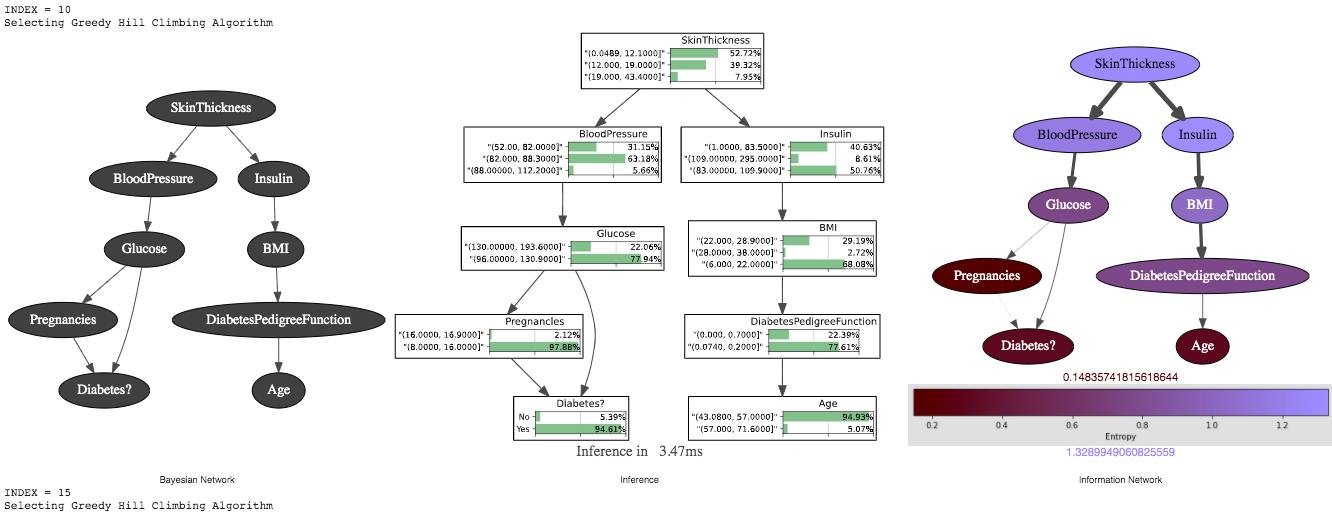 INDEX = 10
Selecting Greedy Hill Climbing Algorithm
SkinThickness
BloodPressure
Insulin
Glucose
BMI
Pregnancies
DiabetesPedigreeFunction
Diabetes?
Age
Bayesian Network
SkinThickness
"(0.0489, 12.1000]" 52.72%
"(12.000, 19.0000]" 39.32%
"(19.000, 43.4000]" 7.95%
BloodPressure
"(52.00, 82.0000]" 31.15%
"(82.000, 88.3000]" 63.18%
"(88.00000, 112.2000]" 5.66%
Insulin
"(1.0000, 83.5000]" 40.63%
"(109.00000, 295.0000]" 8.61%
"(83.00000, 109.9000]" 50.76%
Glucose
"(130.00000, 193.6000]" 22.06%
"(96.00000, 130.9000]" 77.94%
BMI
"(22.000, 28.9000]" 29.19%
"(28.0000, 38.0000]" 2.72%
"(6.000, 22.0000]" 68.08%
Pregnancies
"(16.0000, 16.9000]" 2.12%
"(8.0000, 16.0000]" 97.88%
DiabetesPedigreeFunction
"(0.000, 0.7000]" 22.39%
"(0.0740, 0.2000]" 77.61%
Diabetes?
No 5.39%
Yes 94.61%
Age
"(43.0800, 57.0000]" 94.93%
"(57.000, 71.6000]" 5.07%
Inference in 3.47ms
Inference
SkinThickness
BloodPressure
Insulin
Glucose
BMI
Pregnancies
DiabetesPedigreeFunction
Diabetes?
Age
0.14835741815618644
0.2 0.4 0.6 0.8 1.0 1.2
Entropy
1.3289949060825559
Information Network
INDEX = 15
Selecting Greedy Hill Climbing Algorithm